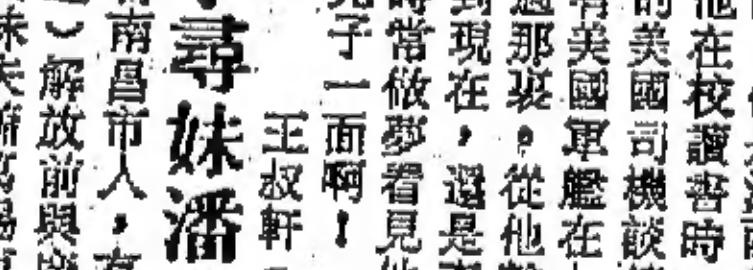 他在校讀書時
的美國司機談
有美國軍艦在
過那裏。從他
到現在，還是
時常做夢看見
兒子一面啊！
王叔軒
尋妹潘
南昌市人，有
）解放前與